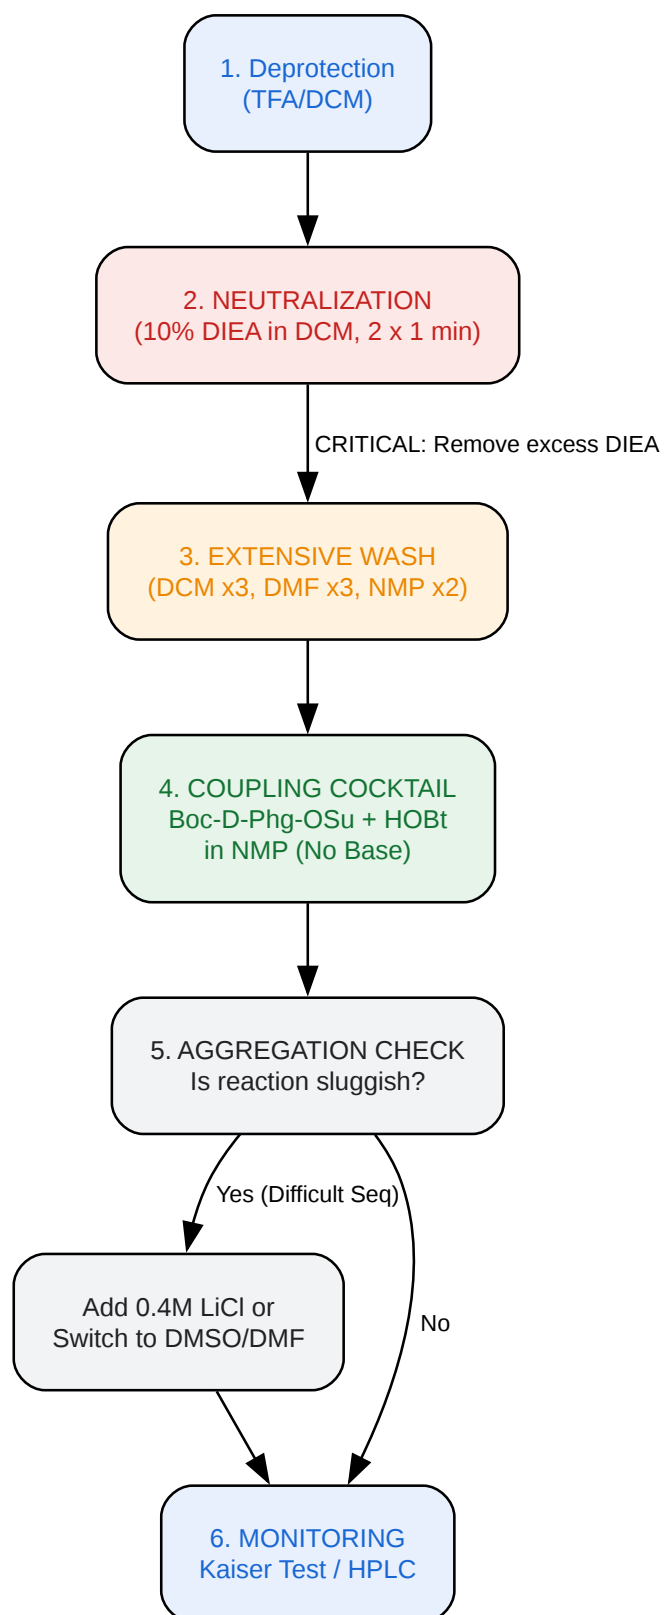 1. Deprotection
(TFA/DCM)
2. NEUTRALIZATION
(10% DIEA in DCM, 2 x 1 min)
CRITICAL: Remove excess DIEA
3. EXTENSIVE WASH
(DCM x3, DMF x3, NMP x2)
4. COUPLING COCKTAIL
Boc-D-Phg-OSu + HOBt
in NMP (No Base)
5. AGGREGATION CHECK
Is reaction sluggish?
Yes (Difficult Seq)
Add 0.4M LiCl or
Switch to DMSO/DMF
No
6. MONITORING
Kaiser Test / HPLC